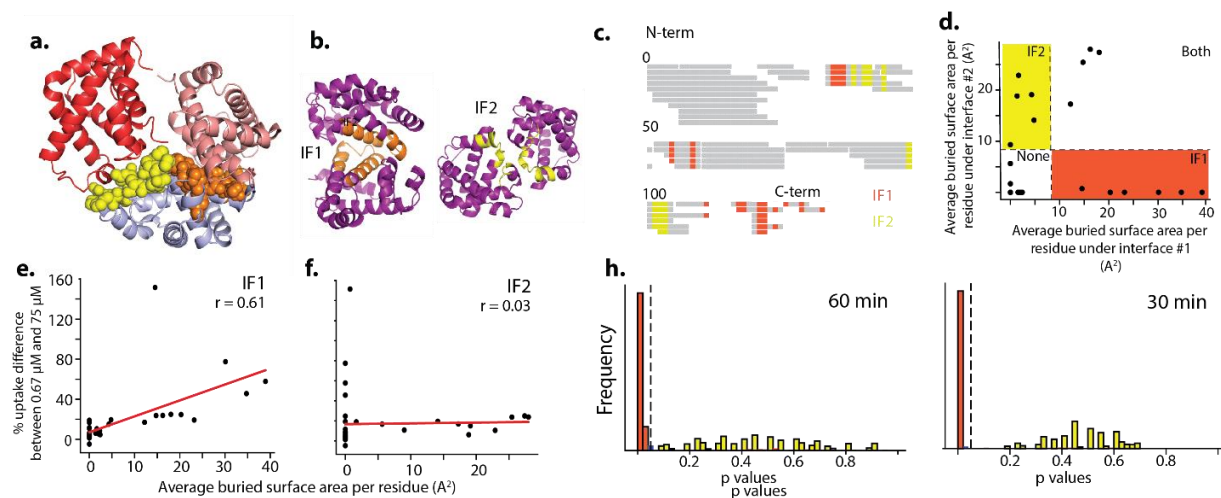 a.
b.
IF1
IF2
c.
N-term
0
50
100
C-term
IF1
IF2
d.
Average buried surface area per
residue under interface #2 (A²)
IF2
Both
None
IF1
20
10
10 20 30 40
Average buried surface area per
residue under interface #1
(A²)
e.
IF1
r = 0.61
% uptake difference
between 0.67 µM and 75 µM
160
120
80
40
20
0
0 10 20 30 40
f.
IF2
r = 0.03
0 10 20
Average buried surface area per residue (A²)
h.
60 min
Frequency
0.2 0.4 0.6 0.8
p values
p values
30 min
0.2 0.4 0.6 0.8
p values